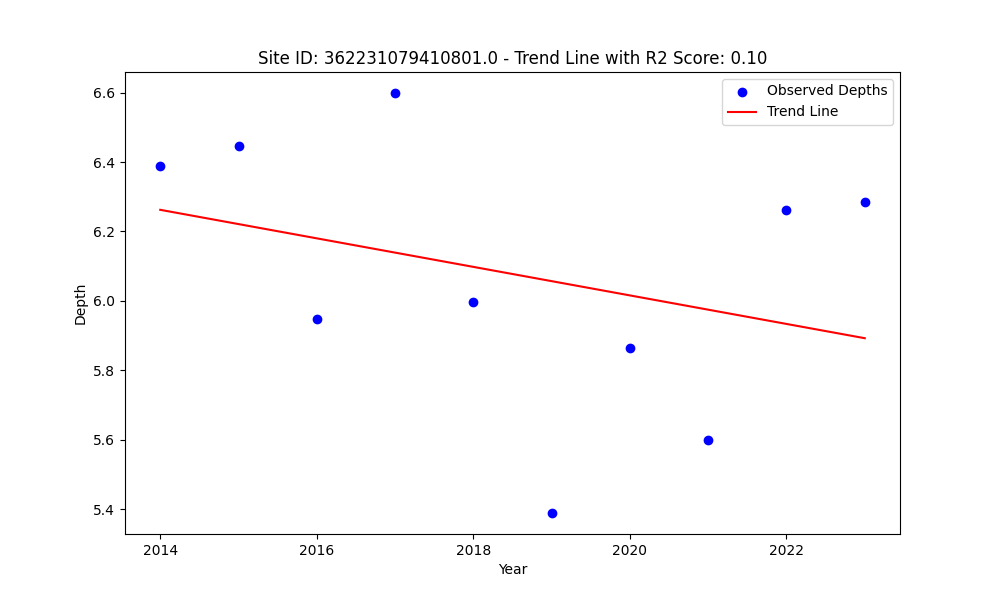 Site ID: 362231079410801.0 - Trend Line with R2 Score: 0.10
Observed Depths
Trend Line
6.6
6.4
6.2
6.0
5.8
5.6
5.4
Depth
2014
2016
2018
2020
2022
Year